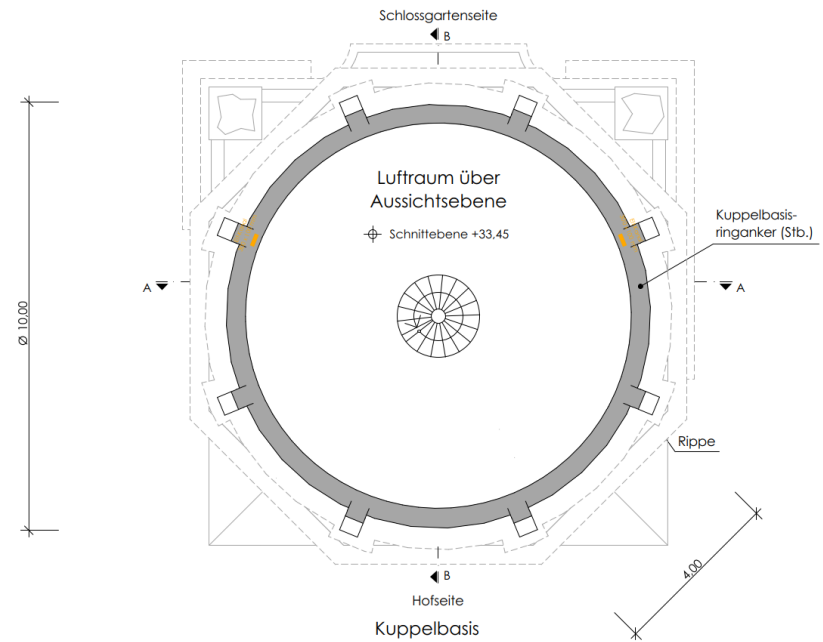 Schlossgartenseite
B
Luftraum über
Aussichtsebene
Schnittebene +33,45
Kuppelbasis-
ringanker (Stb.)
A
A
Ø 10,00
Rippe
4,00
B
Hofseite
Kuppelbasis